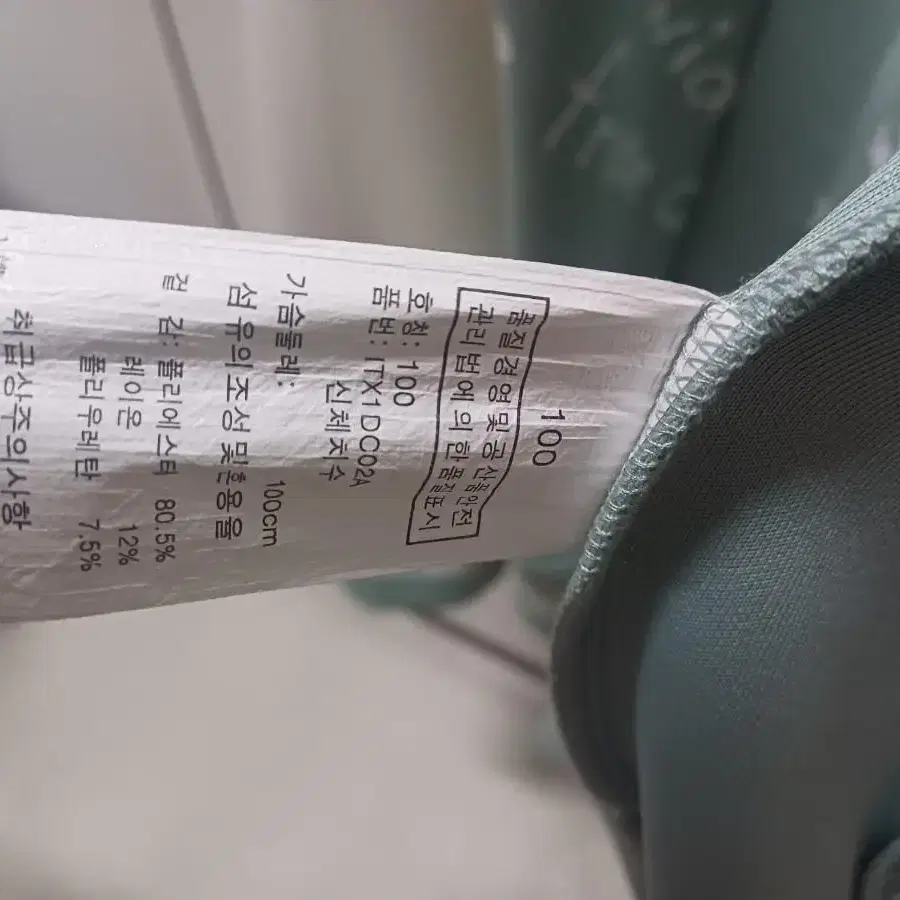 100
품질경영및공산품안전
관리법에의한품질표시
호칭: 100
품번: ITX1DC02A
신체치수
가슴둘레: 100cm
섬유의조성및혼용율
겉 감: 폴리에스터 80.5%
레이온 12%
폴리우레탄 7.5%
취급상주의사항